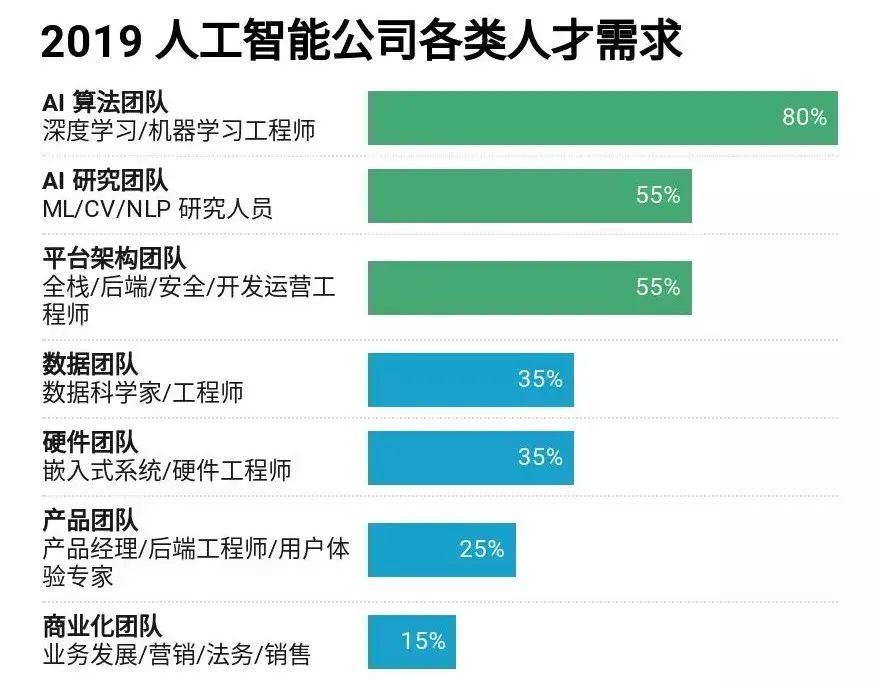 2019 人工智能公司各类人才需求
AI 算法团队
深度学习/机器学习工程师
80%
AI 研究团队
ML/CV/NLP 研究人员
55%
平台架构团队
全栈/后端/安全/开发运营工
程师
55%
数据团队
数据科学家/工程师
35%
硬件团队
嵌入式系统/硬件工程师
35%
产品团队
产品经理/后端工程师/用户体
验专家
25%
商业化团队
业务发展/营销/法务/销售
15%